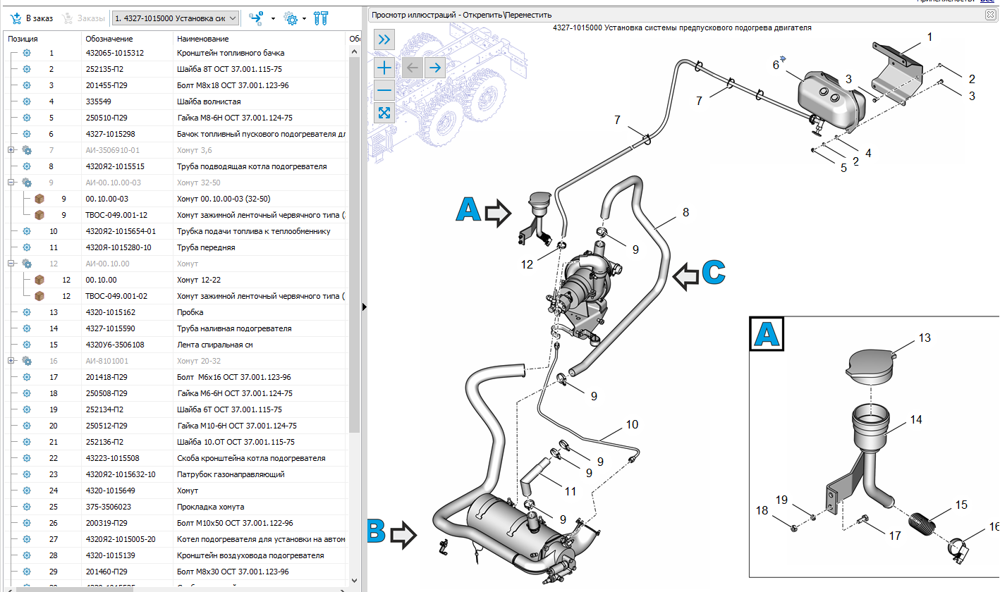 В заказ
Заказы
1. 4327-1015000 Установка сис
Позиция Обозначение Наименование Об
1 432065-1015312 Кронштейн топливного бачка
2 252135-П2 Шайба 8Т ОСТ 37.001.115-75
3 201455-П29 Болт М8х18 ОСТ 37.001.123-96
4 335549 Шайба волнистая
5 250510-П29 Гайка М8-6Н ОСТ 37.001.124-75
6 4327-1015298 Бачок топливный пускового подогревателя дл
7 АИ-3506910-01 Хомут 3,6
8 4320Я2-1015515 Труба подводящая котла подогревателя
9 АИ-00.10.00-03 Хомут 32-50
9 00.10.00-03 Хомут 00.10.00-03 (32-50)
9 ТВОС-049.001-12 Хомут зажимной ленточный червячного типа (
10 4320Я2-1015654-01 Трубка подачи топлива к теплообменнику
11 4320Я-1015280-10 Труба передняя
12 АИ-00.10.00 Хомут
12 00.10.00 Хомут 12-22
12 ТВОС-049.001-02 Хомут зажимной ленточный червячного типа (
13 4320-1015162 Пробка
14 4327-1015590 Труба наливная подогревателя
15 4320У6-3506108 Лента спиральная см
16 АИ-8101001 Хомут 20-32
17 201418-П29 Болт М6х16 ОСТ 37.001.123-96
18 250508-П29 Гайка М6-6Н ОСТ 37.001.124-75
19 252134-П2 Шайба 6Т ОСТ 37.001.115-75
20 250512-П29 Гайка М10-6Н ОСТ 37.001.124-75
21 252136-П2 Шайба 10.ОТ ОСТ 37.001.115-75
22 43223-1015508 Скоба кронштейна котла подогревателя
23 4320Я2-1015632-10 Патрубок газонаправляющий
24 4320-1015649 Хомут
25 375-3506023 Прокладка хомута
26 200319-П29 Болт М10х50 ОСТ 37.001.122-96
27 4320Я2-1015005-20 Котел подогревателя для установки на автом
28 4320-1015139 Кронштейн воздуховода подогревателя
29 201460-П29 Болт М8х30 ОСТ 37.001.123-96
Просмотр иллюстраций - Открепить\Переместить
4327-1015000 Установка системы предпускового подогрева двигателя
1
6
3
2
7
3
7
4
2
5
A
8
9
12
C
9
10
9
9
11
9
B
A
13
14
15
19
18
17
16